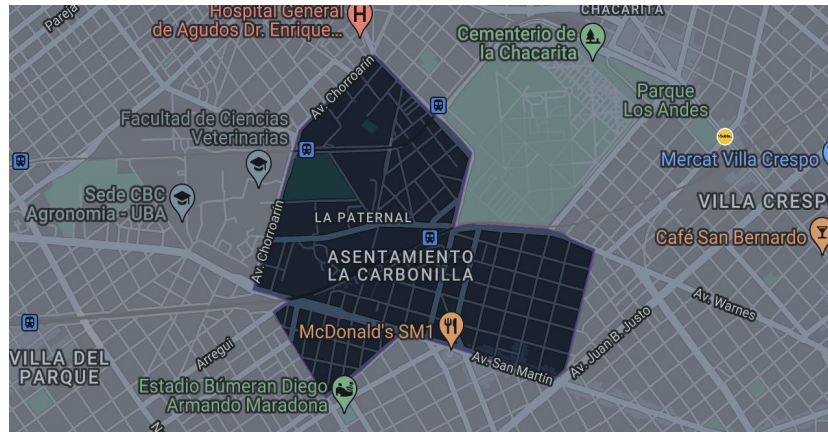 Pareja
Hospital General
de Agudos Dr. Enrique...
H
CHACARITA
Cementerio de
la Chacarita
Av. Chorroarín
Parque
Los Andes
Facultad de Ciencias
Veterinarias
Mercat Villa Crespo
Sede CBC
Agronomía - UBA
VILLA CRESP
LA PATERNAL
Café San Bernardo
Av. Chorroarín
ASENTAMIENTO
LA CARBONILLA
Av. Warnes
McDonald's SM1
Av. Juan B. Justo
Arregui
Av. San Martín
VILLA DEL
PARQUE
Estadio Búmeran Diego
Armando Maradona